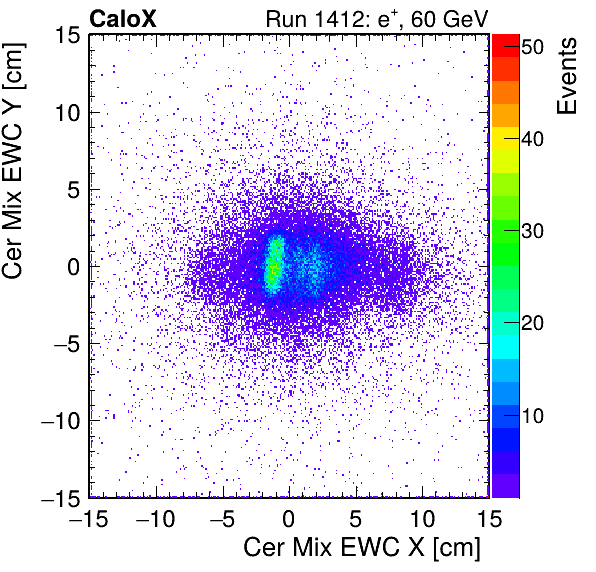 CaloX Run 1412: e⁺, 60 GeV
Events
50
40
30
20
10
Cer Mix EWC Y [cm]
15
10
5
0
−5
−10
−15
−15 −10 −5 0 5 10 15
Cer Mix EWC X [cm]